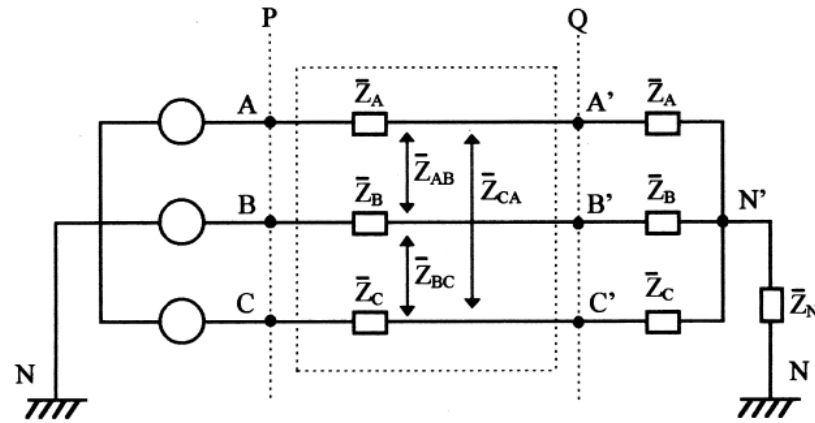 P Q
A Z̅A A' Z̅A
Z̅AB Z̅CA
B Z̅B B' Z̅B N'
Z̅BC
C Z̅C C' Z̅C Z̅N
N N